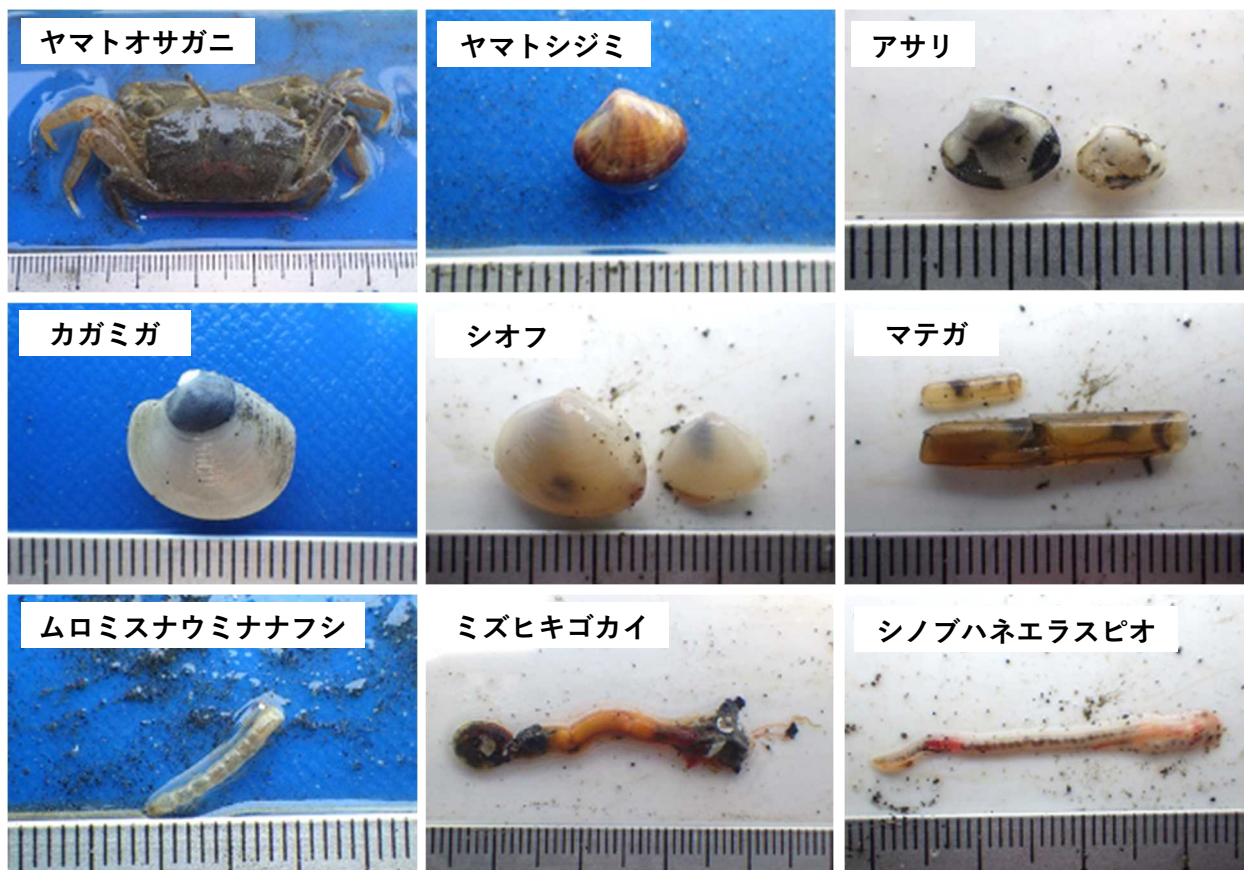 ヤマトオサガニ
ヤマトシジミ
アサリ
カガミガ
シオフ
マテガ
ムロミスナウミナナフシ
ミズヒキゴカイ
シノブハネエラスピオ